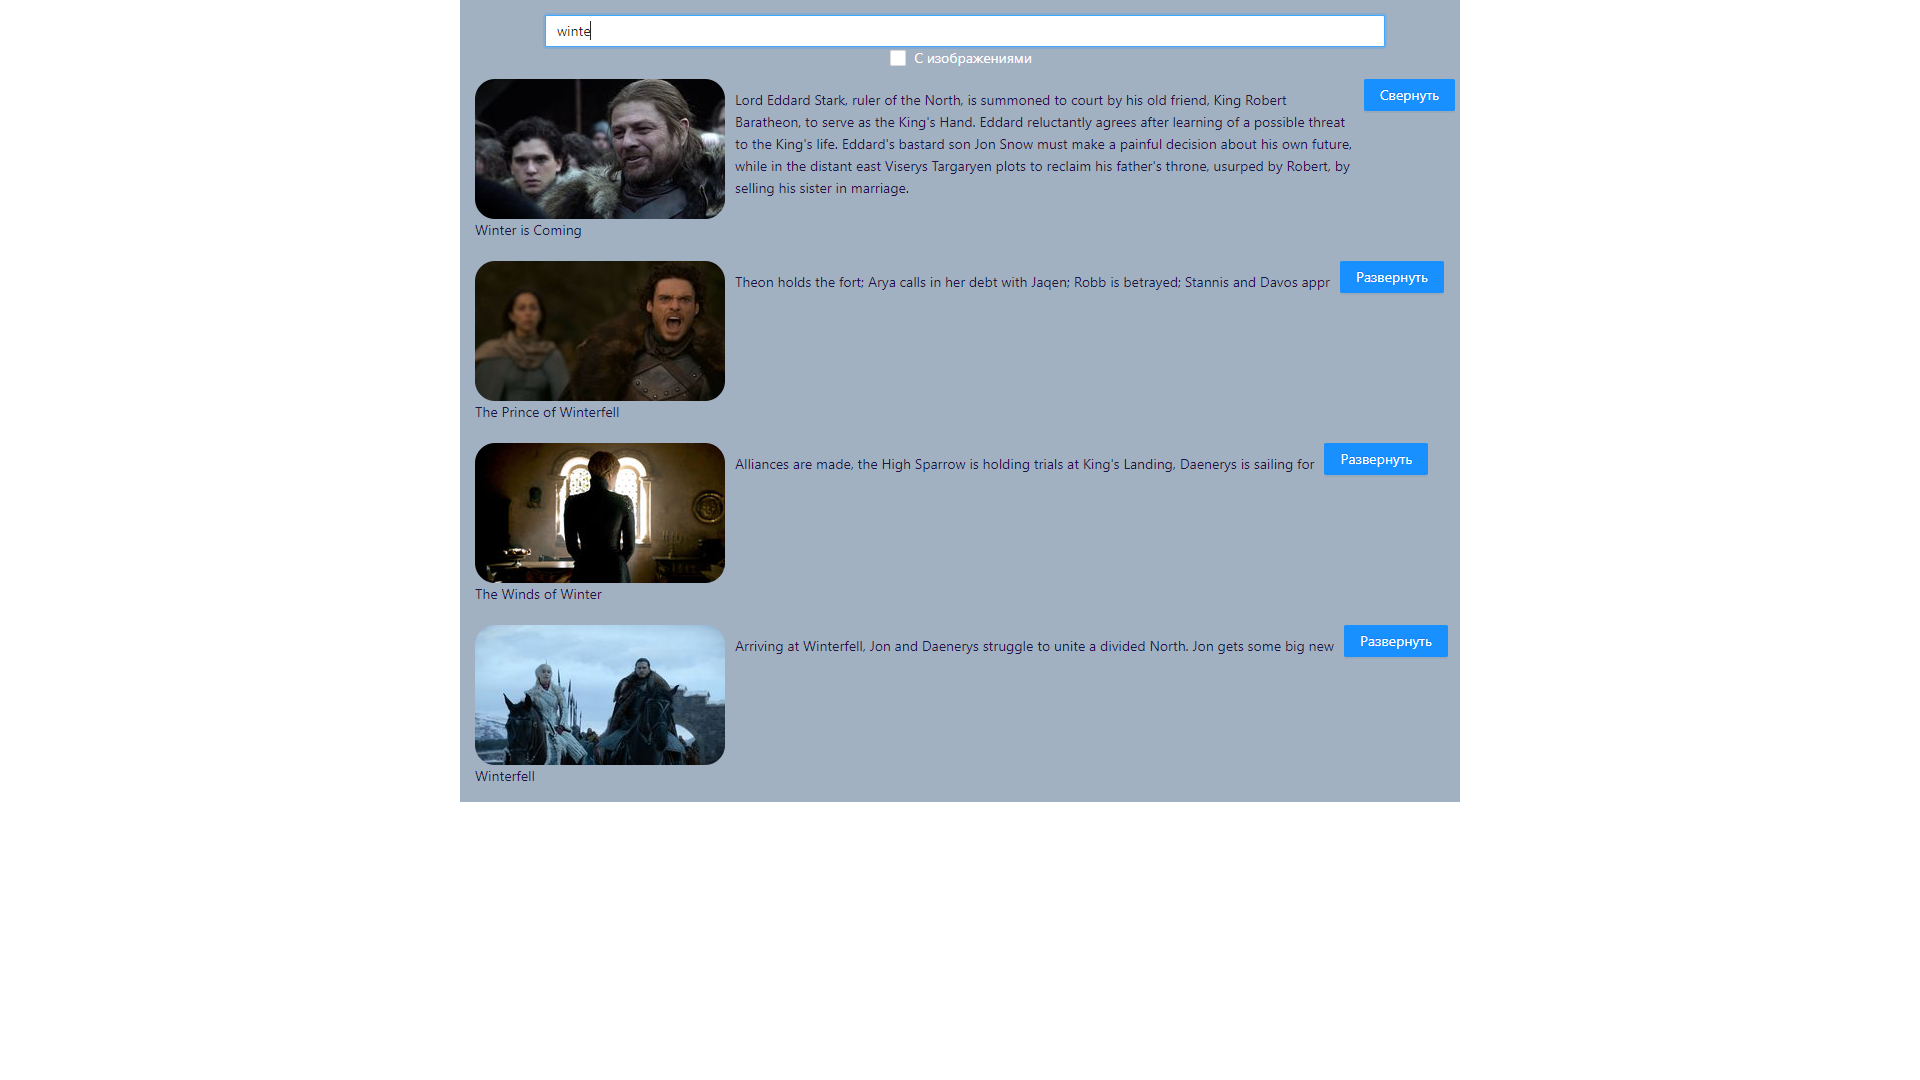 winte
С изображениями
Lord Eddard Stark, ruler of the North, is summoned to court by his old friend, King Robert
Baratheon, to serve as the King's Hand. Eddard reluctantly agrees after learning of a possible threat
to the King's life. Eddard's bastard son Jon Snow must make a painful decision about his own future,
while in the distant east Viserys Targaryen plots to reclaim his father's throne, usurped by Robert, by
selling his sister in marriage.
Свернуть
Winter is Coming
Theon holds the fort; Arya calls in her debt with Jaqen; Robb is betrayed; Stannis and Davos appr
Развернуть
The Prince of Winterfell
Alliances are made, the High Sparrow is holding trials at King's Landing, Daenerys is sailing for
Развернуть
The Winds of Winter
Arriving at Winterfell, Jon and Daenerys struggle to unite a divided North. Jon gets some big new
Развернуть
Winterfell